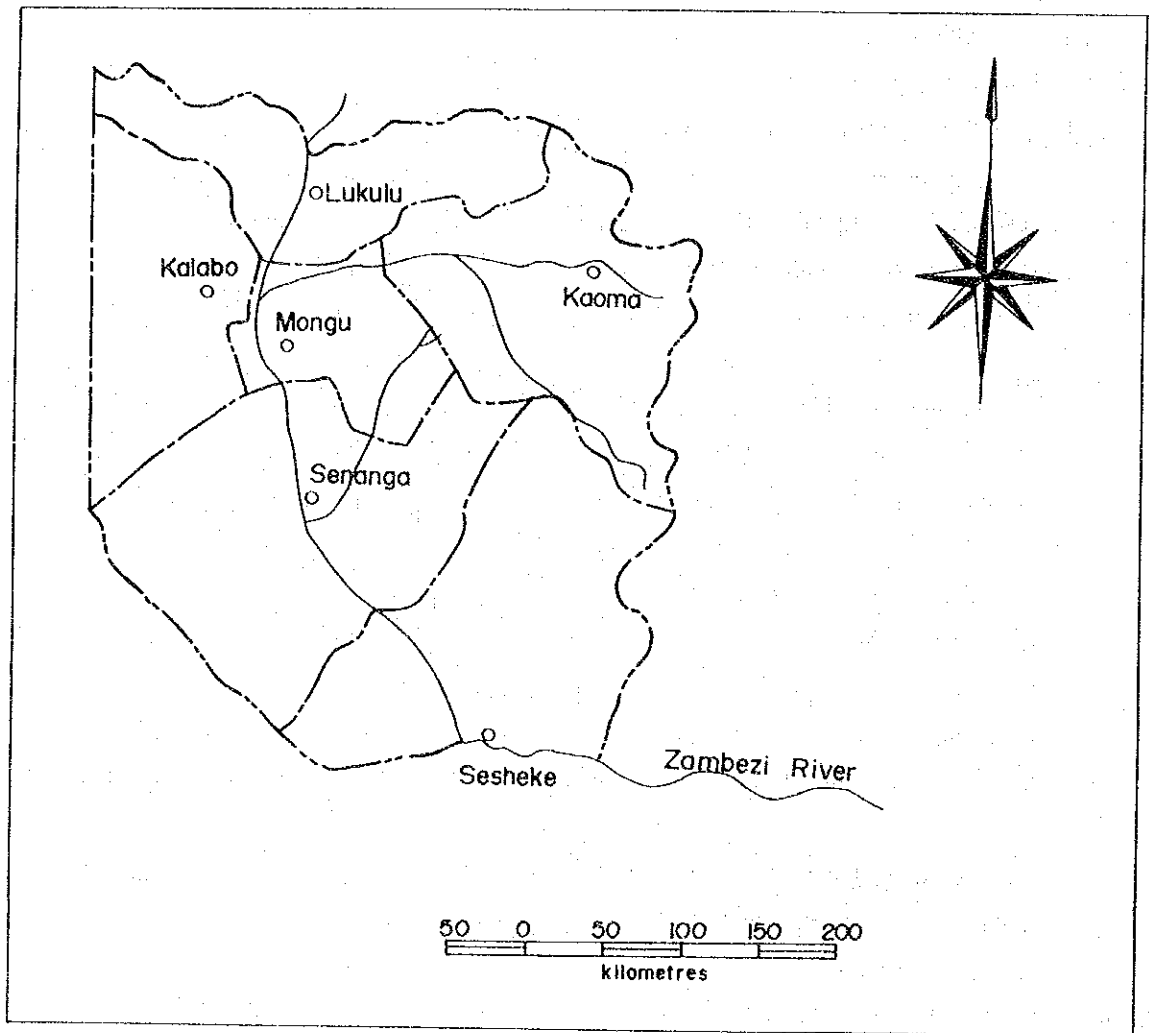 Lukulu
Kalabo
Kaoma
Mongu
Senanga
Zambezi River
Sesheke
50 0 50 100 150 200
kilometres